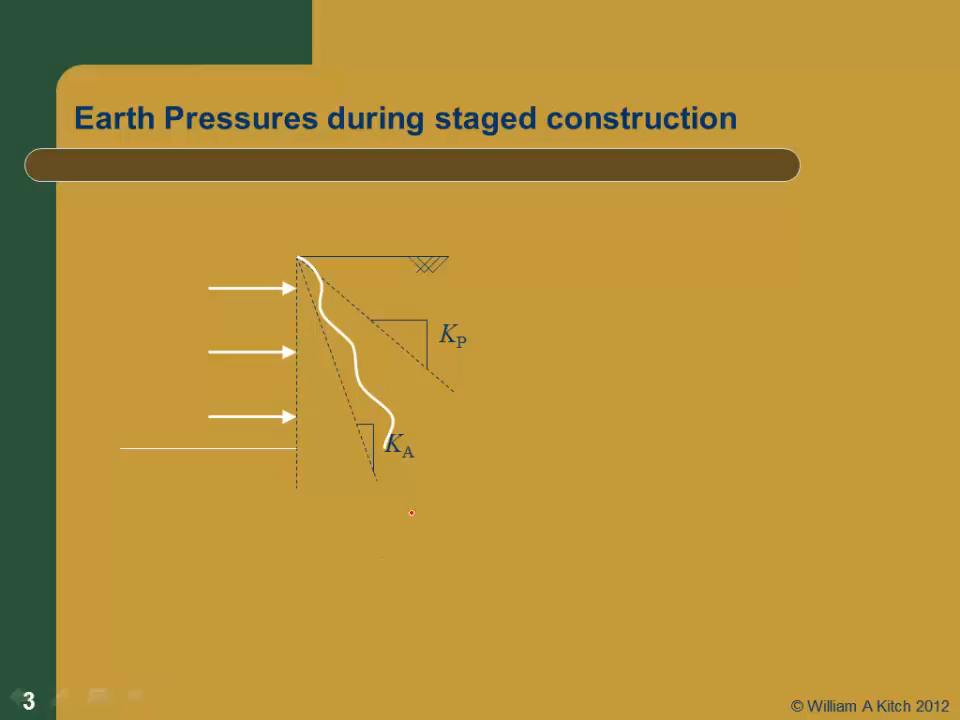 Earth Pressures during staged construction
K_P
K_A
3
© William A Kitch 2012